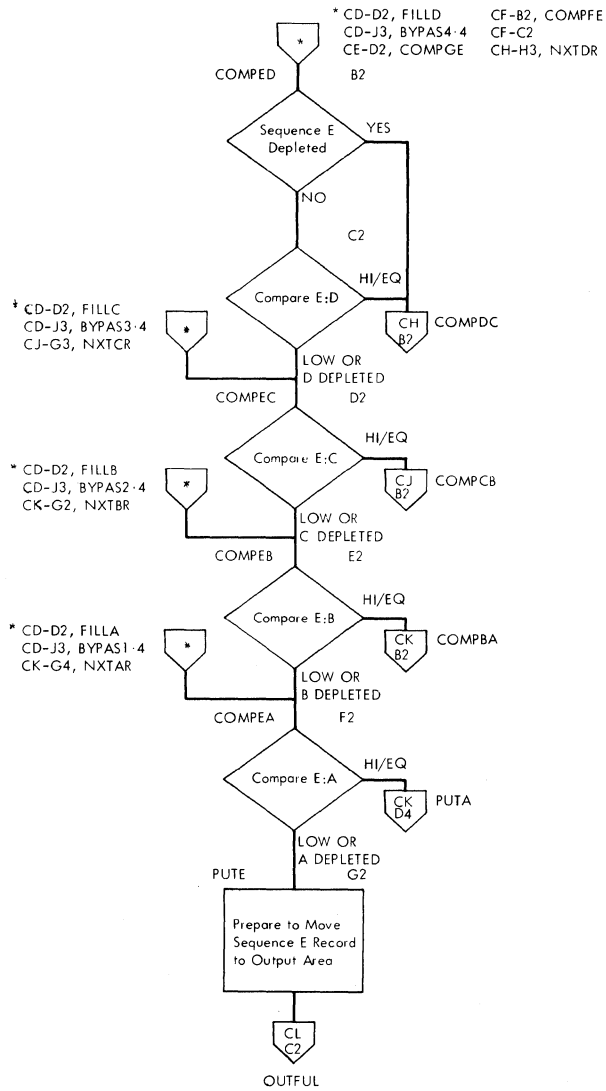 * CD-D2, FILLD CF-B2, COMPFE
CD-J3, BYPAS4·4 CF-C2
CE-D2, COMPGE CH-H3, NXTDR
*
COMPED B2
Sequence E
Depleted
YES
NO
C2
Compare E:D
HI/EQ
CH
B2
COMPDC
* CD-D2, FILLC
CD-J3, BYPAS3·4
CJ-G3, NXTCR
*
LOW OR
D DEPLETED
COMPEC D2
Compare E:C
HI/EQ
CJ
B2
COMPCB
* CD-D2, FILLB
CD-J3, BYPAS2·4
CK-G2, NXTBR
*
LOW OR
C DEPLETED
COMPEB E2
Compare E:B
HI/EQ
CK
B2
COMPBA
* CD-D2, FILLA
CD-J3, BYPAS1·4
CK-G4, NXTAR
*
LOW OR
B DEPLETED
COMPEA F2
Compare E:A
HI/EQ
CK
D4
PUTA
LOW OR
A DEPLETED
PUTE G2
Prepare to Move
Sequence E Record
to Output Area
CL
C2
OUTFUL